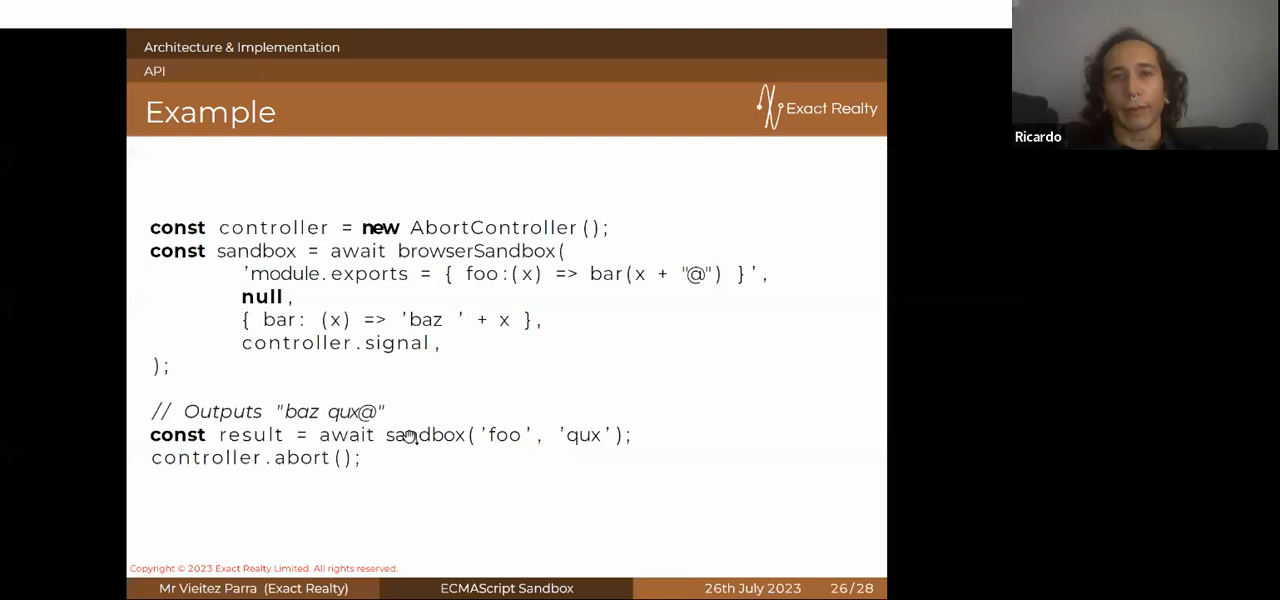 Architecture & Implementation
API
Example
Exact Realty
Ricardo
const controller = new AbortController();
const sandbox = await browserSandbox(
'module.exports = { foo:(x) => bar(x + "@") }',
null,
{ bar: (x) => 'baz ' + x },
controller.signal,
);
// Outputs "baz qux@"
const result = await sandbox('foo', 'qux');
controller.abort();
Copyright © 2023 Exact Realty Limited. All rights reserved.
Mr Vieitez Parra (Exact Realty) ECMAScript Sandbox 26th July 2023 26/28